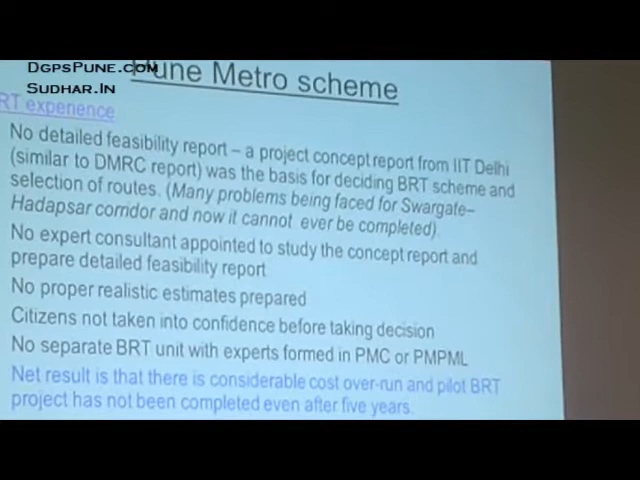 DGPSPUNE.COM
SUDHAR.IN
Pune Metro scheme
RT experience
No detailed feasibility report – a project concept report from IIT Delhi
(similar to DMRC report) was the basis for deciding BRT scheme and
selection of routes. (Many problems being faced for Swargate–
Hadapsar corridor and now it cannot ever be completed).
No expert consultant appointed to study the concept report and
prepare detailed feasibility report
No proper realistic estimates prepared
Citizens not taken into confidence before taking decision
No separate BRT unit with experts formed in PMC or PMPML
Net result is that there is considerable cost over-run and pilot BRT
project has not been completed even after five years.